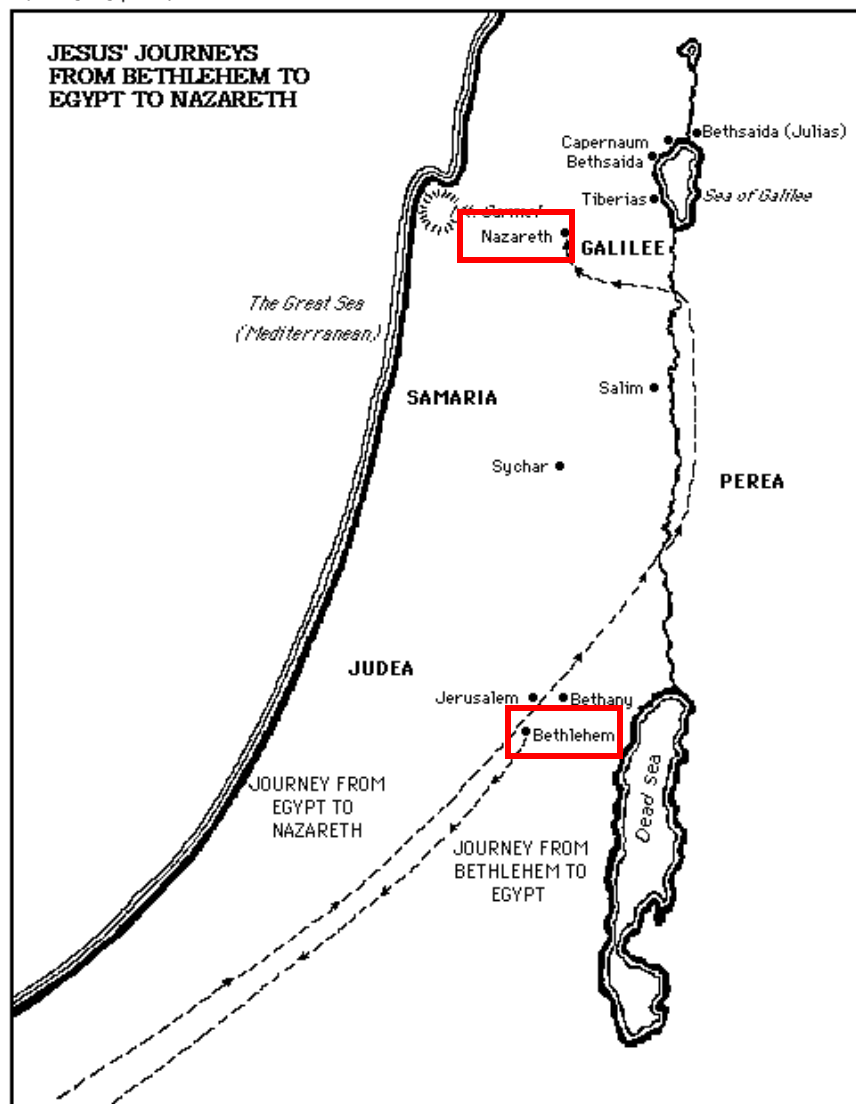 JESUS' JOURNEYS
FROM BETHLEHEM TO
EGYPT TO NAZARETH
Bethsaida (Julias)
Capernaum
Bethsaida
Tiberias
Sea of Galilee
Nazareth
GALILEE
The Great Sea
(Mediterranean)
Salim
SAMARIA
Sychar
PEREA
JUDEA
Jerusalem
Bethany
Bethlehem
Dead Sea
JOURNEY FROM
EGYPT TO
NAZARETH
JOURNEY FROM
BETHLEHEM TO
EGYPT